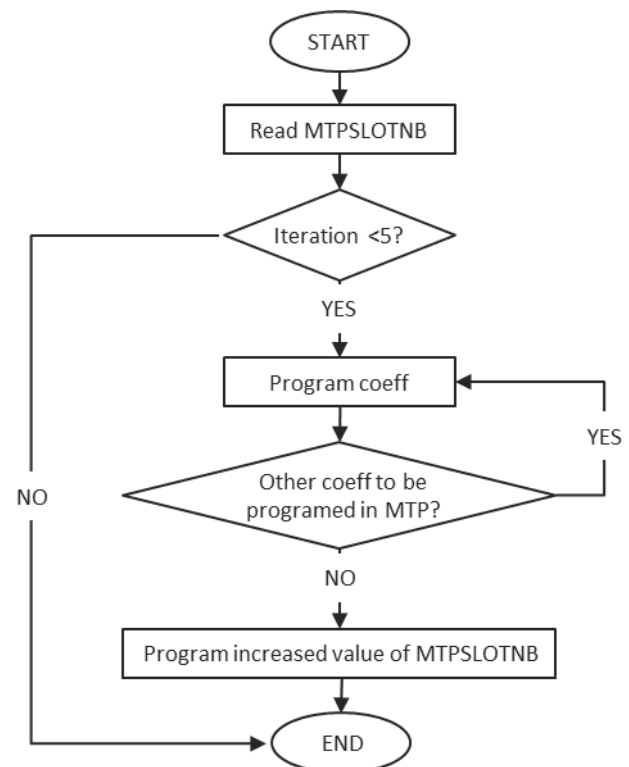 START
Read MTPSLOTNB
Iteration <5?
YES
Program coeff
YES
Other coeff to be
programed in MTP?
NO
NO
Program increased value of MTPSLOTNB
END